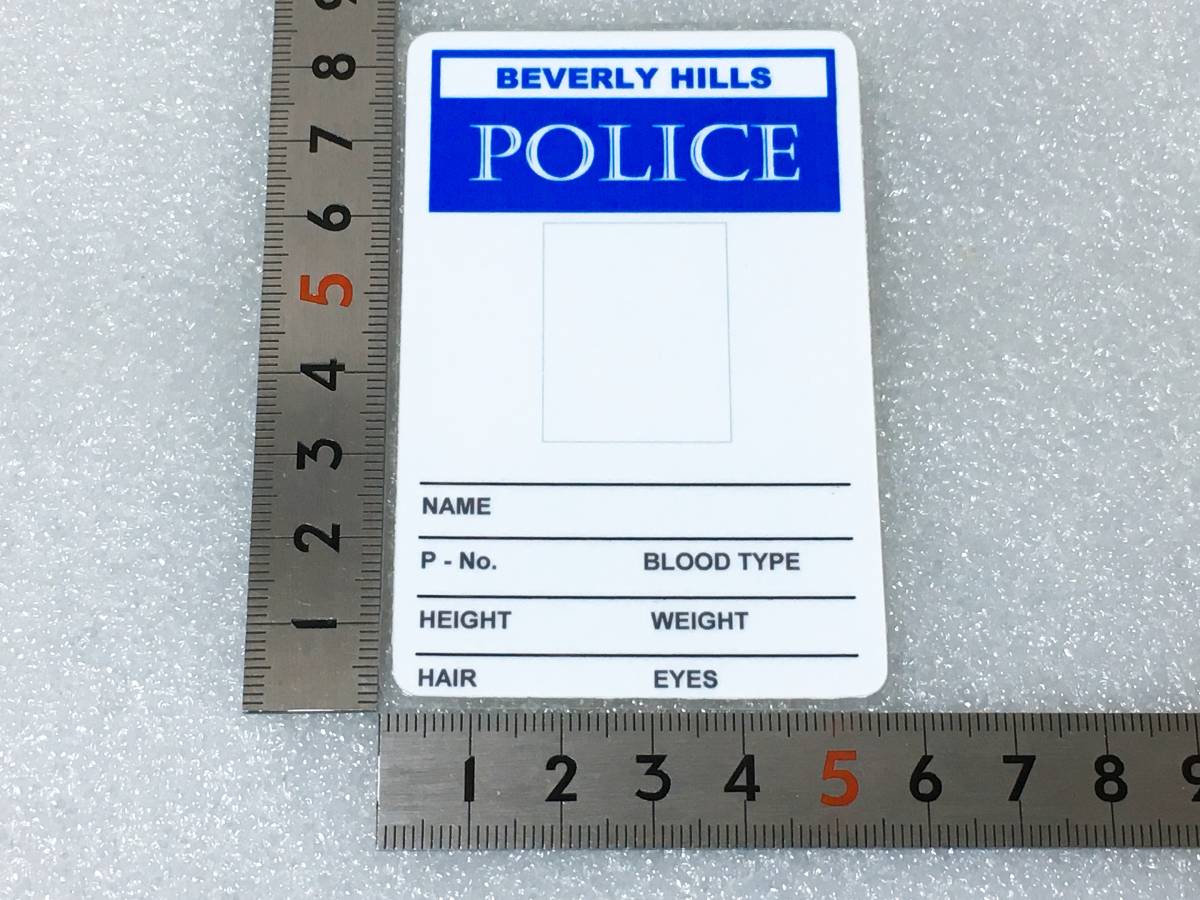 BEVERLY HILLS
POLICE
NAME
P - No. BLOOD TYPE
HEIGHT WEIGHT
HAIR EYES
9
8
7
6
5
4
3
2
1
1 2 3 4 5 6 7 8 9